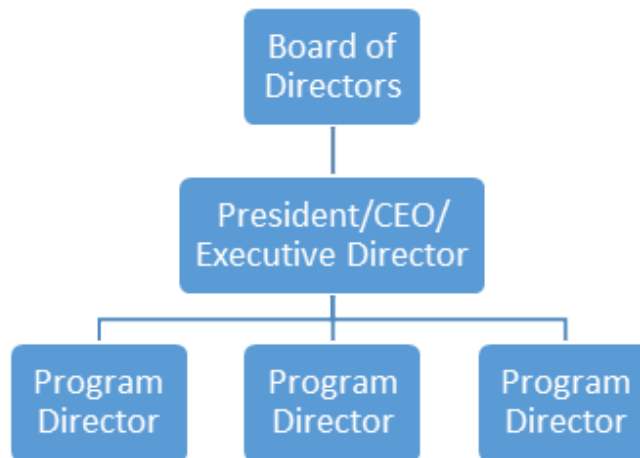 Board of
Directors
President/CEO/
Executive Director
Program
Director
Program
Director
Program
Director